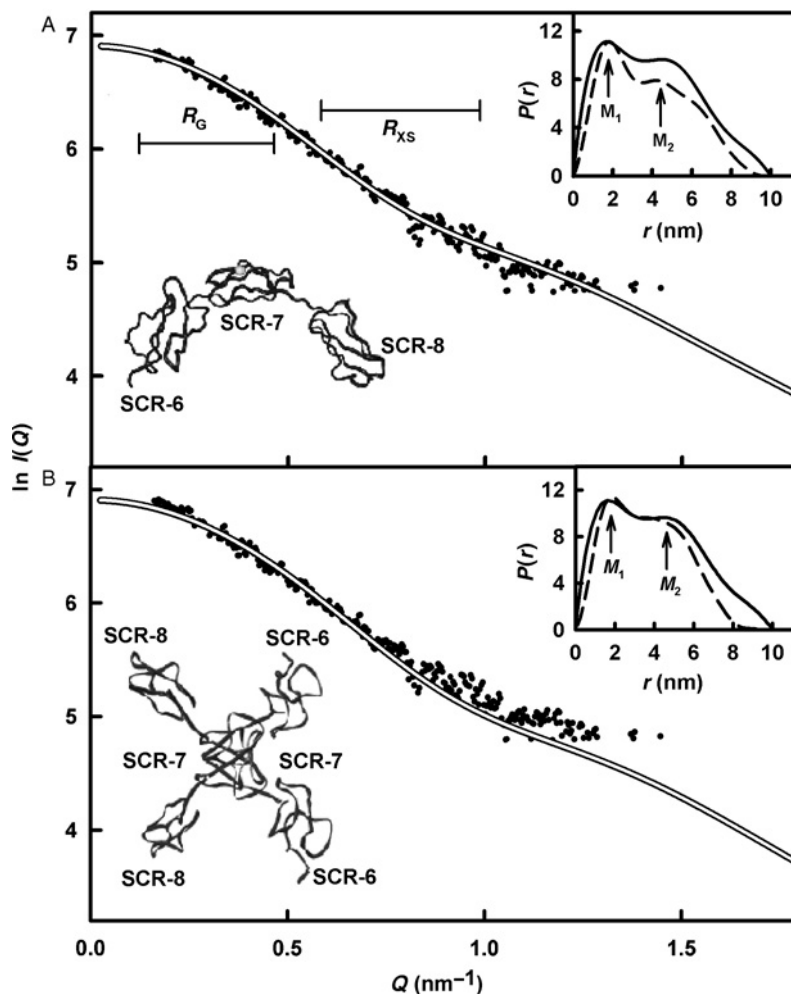 A
7
6
5
4
R_G
R_XS
SCR-6
SCR-7
SCR-8
P(r)
12
8
4
0
M₁
M₂
0 2 4 6 8 10
r (nm)
ln I(Q)
B
7
6
5
4
SCR-8
SCR-6
SCR-7
SCR-7
SCR-8
SCR-6
P(r)
12
8
4
0
M₁
M₂
0 2 4 6 8 10
r (nm)
0.0 0.5 1.0 1.5
Q (nm⁻¹)